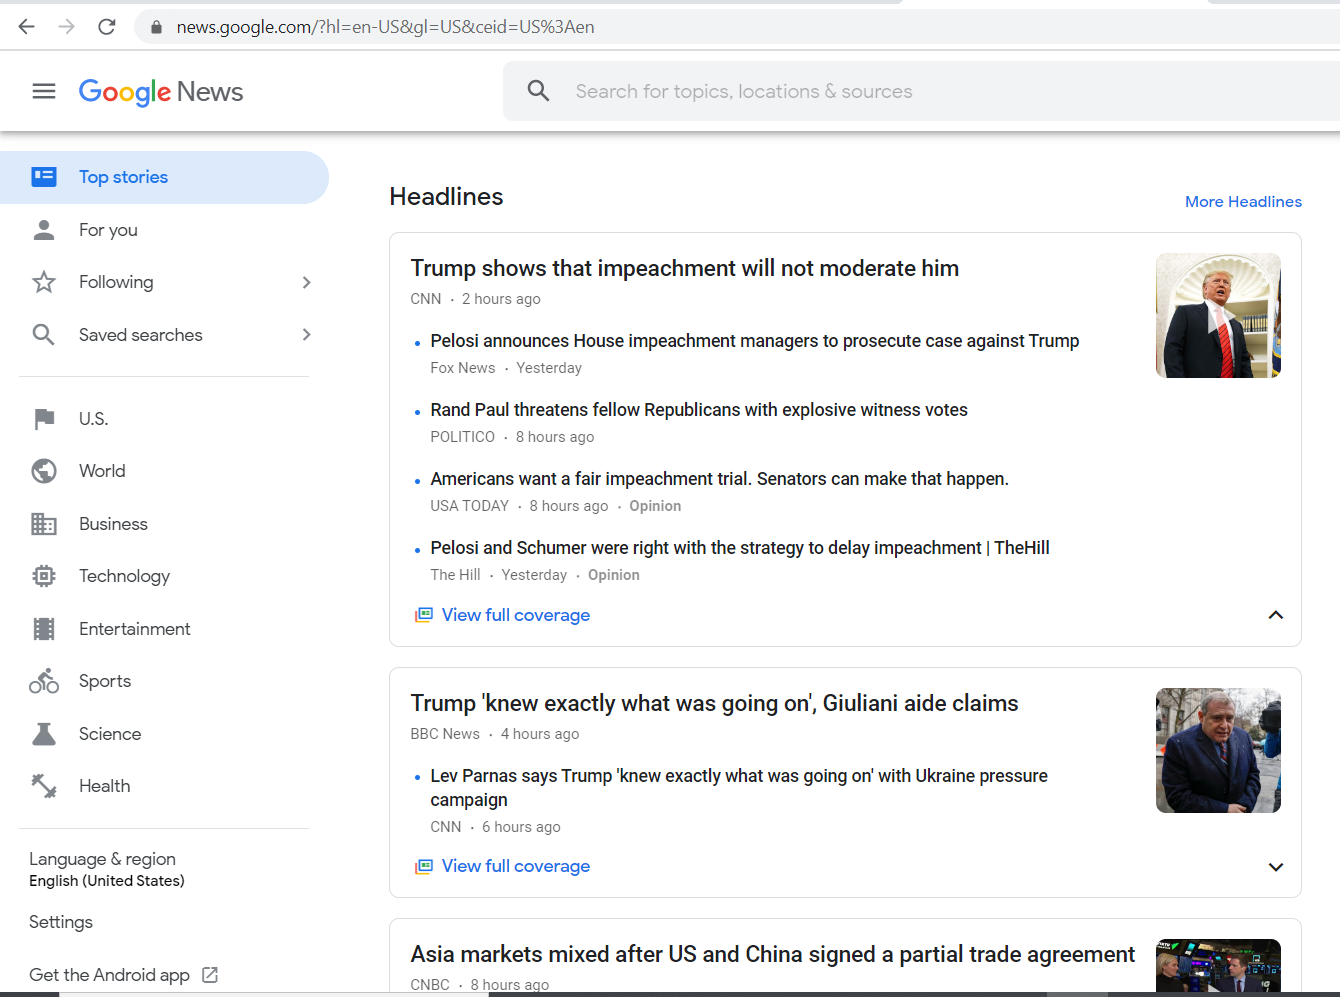 news.google.com/?hl=en-US&gl=US&ceid=US%3Aen
Google News
Search for topics, locations & sources
Top stories
For you
Following
Saved searches
U.S.
World
Business
Technology
Entertainment
Sports
Science
Health
Language & region
English (United States)
Settings
Get the Android app
Headlines
More Headlines
Trump shows that impeachment will not moderate him
CNN · 2 hours ago
Pelosi announces House impeachment managers to prosecute case against Trump
Fox News · Yesterday
Rand Paul threatens fellow Republicans with explosive witness votes
POLITICO · 8 hours ago
Americans want a fair impeachment trial. Senators can make that happen.
USA TODAY · 8 hours ago · Opinion
Pelosi and Schumer were right with the strategy to delay impeachment | TheHill
The Hill · Yesterday · Opinion
View full coverage
Trump 'knew exactly what was going on', Giuliani aide claims
BBC News · 4 hours ago
Lev Parnas says Trump 'knew exactly what was going on' with Ukraine pressure
campaign
CNN · 6 hours ago
View full coverage
Asia markets mixed after US and China signed a partial trade agreement
CNBC · 8 hours ago